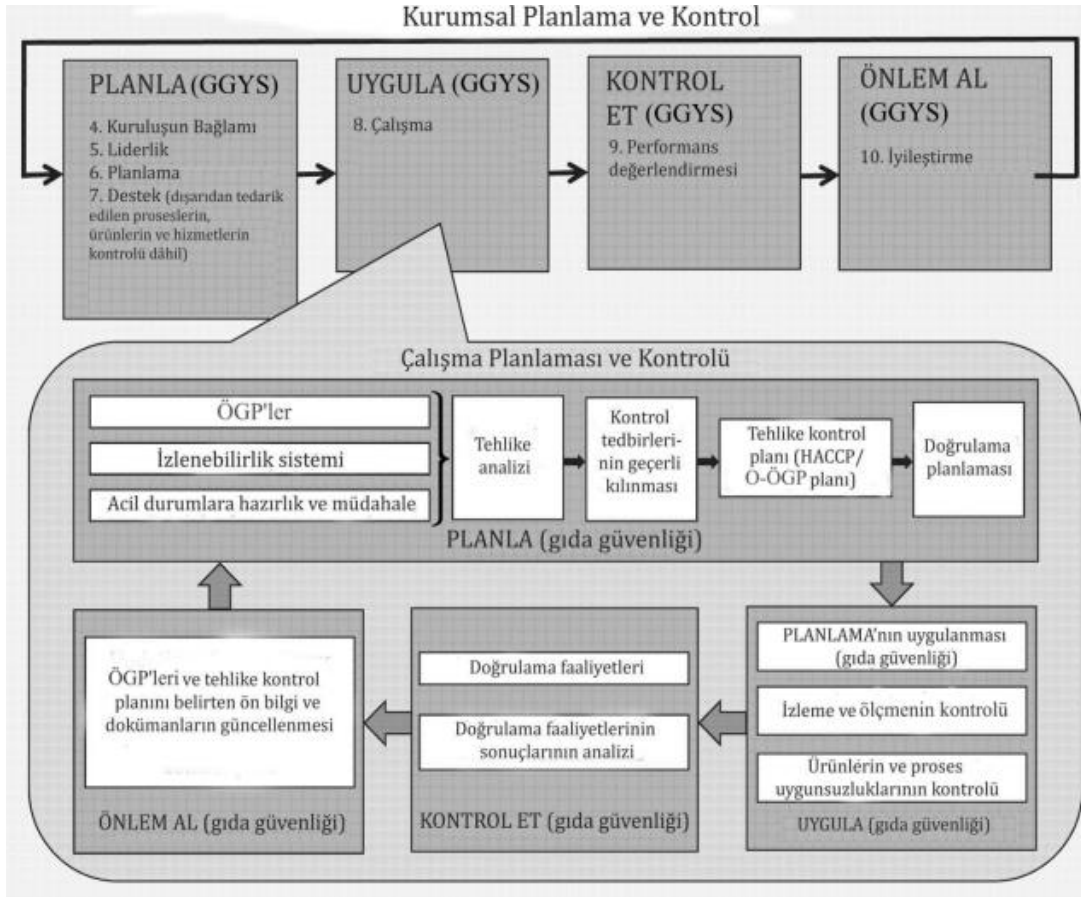 Kurumsal Planlama ve Kontrol
PLANLA (GGYS)
4. Kuruluşun Bağlamı
5. Liderlik
6. Planlama
7. Destek (dışarıdan tedarik
edilen proseslerin,
ürünlerin ve hizmetlerin
kontrolü dâhil)
UYGULA (GGYS)
8. Çalışma
KONTROL
ET (GGYS)
9. Performans
değerlendirmesi
ÖNLEM AL
(GGYS)
10. İyileştirme
Çalışma Planlaması ve Kontrolü
ÖGP'ler
İzlenebilirlik sistemi
Acil durumlara hazırlık ve müdahale
Tehlike
analizi
Kontrol
tedbirleri-
nin geçerli
kılınması
Tehlike kontrol
planı (HACCP/
O-ÖGP planı)
Doğrulama
planlaması
PLANLA (gıda güvenliği)
ÖGP'leri ve tehlike kontrol
planını belirten ön bilgi ve
dokümanların güncellenmesi
ÖNLEM AL (gıda güvenliği)
Doğrulama faaliyetleri
Doğrulama faaliyetlerinin
sonuçlarının analizi
KONTROL ET (gıda güvenliği)
PLANLAMA'nın uygulanması
(gıda güvenliği)
İzleme ve ölçmenin kontrolü
Ürünlerin ve proses
uygunsuzluklarının kontrolü
UYGULA (gıda güvenliği)